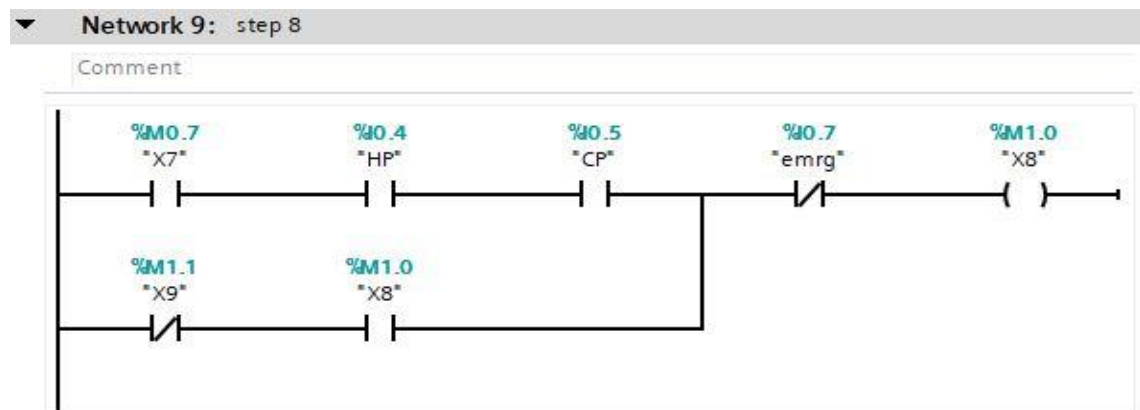 Network 9: step 8
Comment
%M0.7 %I0.4 %I0.5 %I0.7 %M1.0
"X7" "HP" "CP" "emrg" "X8"
%M1.1 %M1.0
"X9" "X8"